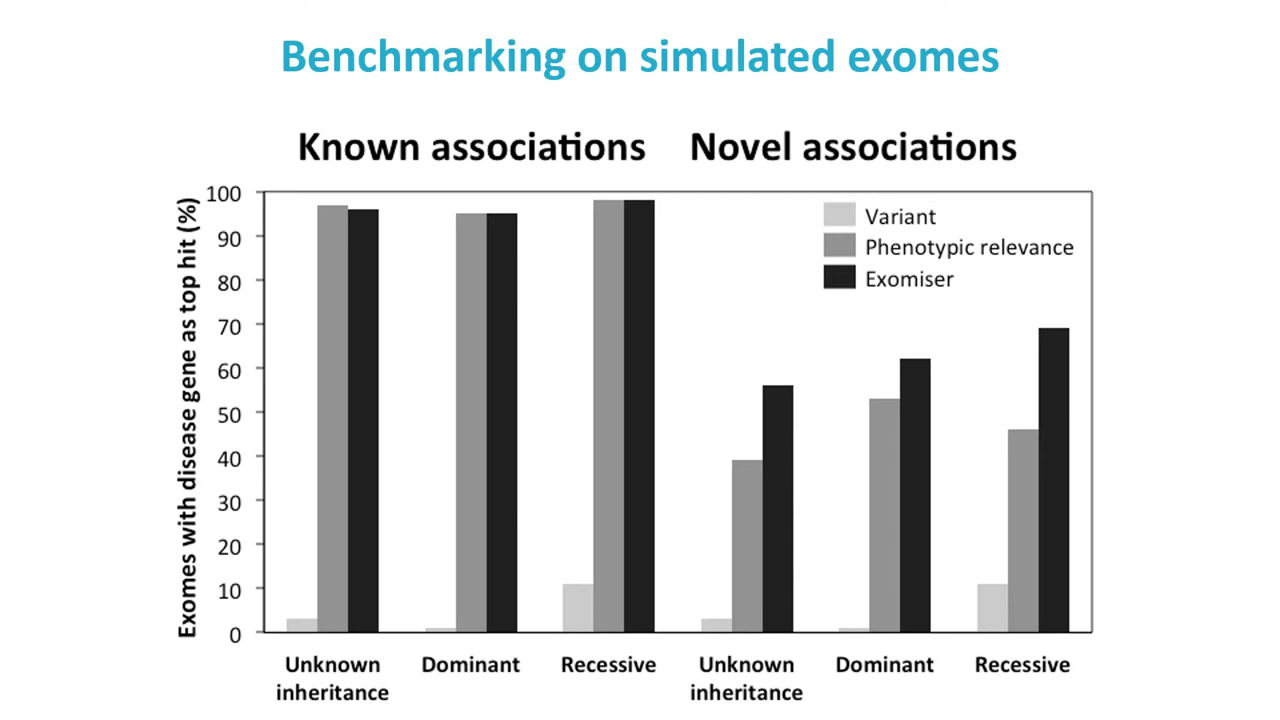 Benchmarking on simulated exomes
Known associations
Novel associations
Exomes with disease gene as top hit (%)
100
90
80
70
60
50
40
30
20
10
0
Variant
Phenotypic relevance
Exomiser
Unknown inheritance
Dominant
Recessive
Unknown inheritance
Dominant
Recessive